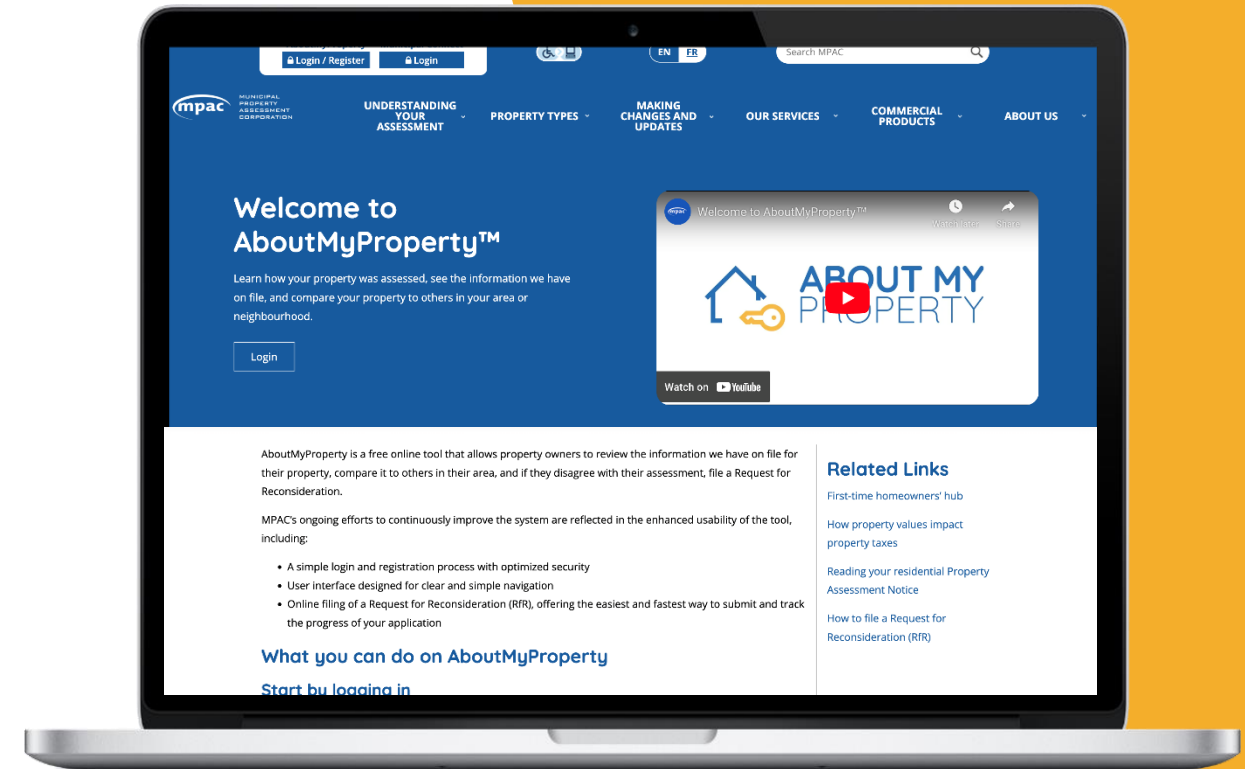 Login / Register
Login
EN FR
Search MPAC
mpac
MUNICIPAL
PROPERTY
ASSESSMENT
CORPORATION
UNDERSTANDING
YOUR
ASSESSMENT
PROPERTY TYPES
MAKING
CHANGES AND
UPDATES
OUR SERVICES
COMMERCIAL
PRODUCTS
ABOUT US
Welcome to
AboutMyProperty™
Learn how your property was assessed, see the information we have
on file, and compare your property to others in your area or
neighbourhood.
Login
mpac
Welcome to AboutMyProperty™
Watch later
Share
ABOUT MY
PROPERTY
Watch on YouTube
AboutMyProperty is a free online tool that allows property owners to review the information we have on file for
their property, compare it to others in their area, and if they disagree with their assessment, file a Request for
Reconsideration.
MPAC's ongoing efforts to continuously improve the system are reflected in the enhanced usability of the tool,
including:
• A simple login and registration process with optimized security
• User interface designed for clear and simple navigation
• Online filing of a Request for Reconsideration (RfR), offering the easiest and fastest way to submit and track
the progress of your application
What you can do on AboutMyProperty
Start by logging in
Related Links
First-time homeowners' hub
How property values impact
property taxes
Reading your residential Property
Assessment Notice
How to file a Request for
Reconsideration (RfR)